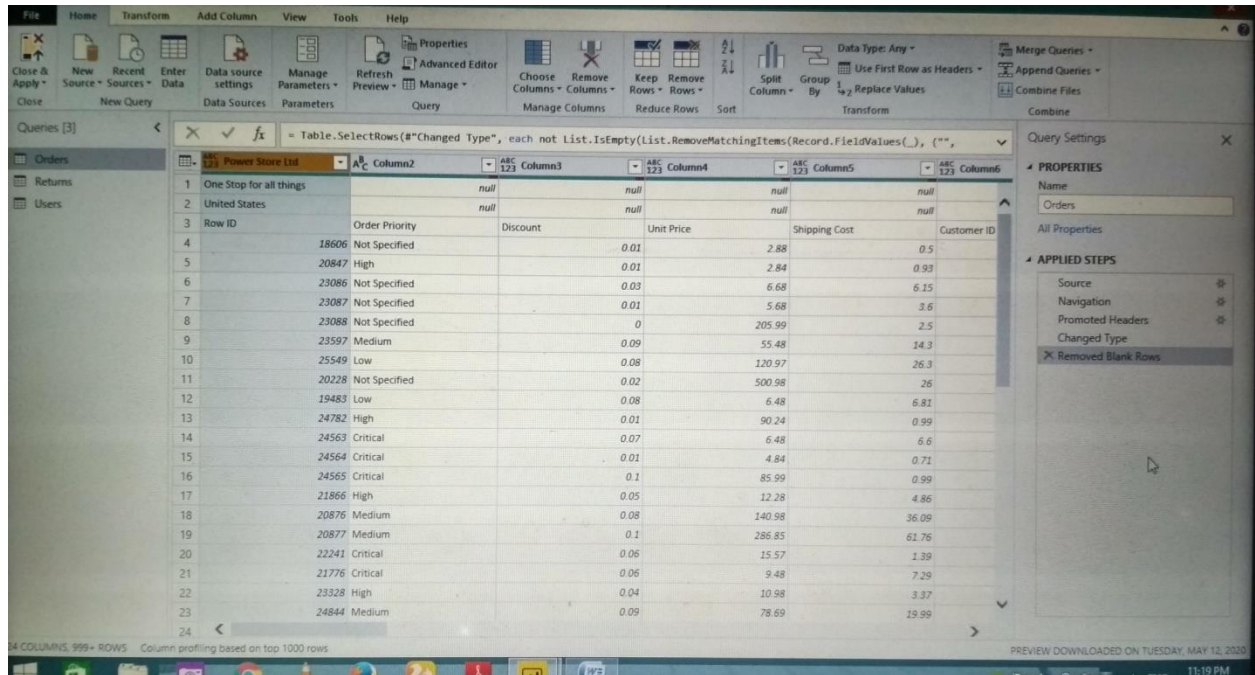 File Home Transform Add Column View Tools Help
Close & Apply
New Source
Recent Sources
Enter Data
Data source settings
Manage Parameters
Refresh Preview
Properties
Advanced Editor
Manage
Choose Columns
Remove Columns
Keep Rows
Remove Rows
Split Column
Group By
Data Type: Any
Use First Row as Headers
Replace Values
Merge Queries
Append Queries
Combine Files
Close New Query Data Sources Parameters Query Manage Columns Reduce Rows Sort Transform Combine
Queries [3]
Orders
Returns
Users
fx = Table.SelectRows(#"Changed Type", each not List.IsEmpty(List.RemoveMatchingItems(Record.FieldValues(_), {"",
ABC 123 Power Store Ltd ABC Column2 ABC 123 Column3 ABC 123 Column4 ABC 123 Column5 ABC 123 Column6
1 One Stop for all things null null null null
2 United States null null null null
3 Row ID Order Priority Discount Unit Price Shipping Cost Customer ID
4 18606 Not Specified 0.01 2.88 0.5
5 20847 High 0.01 2.84 0.93
6 23086 Not Specified 0.03 6.68 6.15
7 23087 Not Specified 0.01 5.68 3.6
8 23088 Not Specified 0 205.99 2.5
9 23597 Medium 0.09 55.48 14.3
10 25549 Low 0.08 120.97 26.3
11 20228 Not Specified 0.02 500.98 26
12 19483 Low 0.08 6.48 6.81
13 24782 High 0.01 90.24 0.99
14 24563 Critical 0.07 6.48 6.6
15 24564 Critical 0.01 4.84 0.71
16 24565 Critical 0.1 85.99 0.99
17 21866 High 0.05 12.28 4.86
18 20876 Medium 0.08 140.98 36.09
19 20877 Medium 0.1 286.85 61.76
20 22241 Critical 0.06 15.57 1.39
21 21776 Critical 0.06 9.48 7.29
22 23328 High 0.04 10.98 3.37
23 24844 Medium 0.09 78.69 19.99
24
Query Settings
PROPERTIES
Name
Orders
All Properties
APPLIED STEPS
Source
Navigation
Promoted Headers
Changed Type
Removed Blank Rows
24 COLUMNS, 999+ ROWS Column profiling based on top 1000 rows
PREVIEW DOWNLOADED ON TUESDAY, MAY 12, 2020
11:19 PM